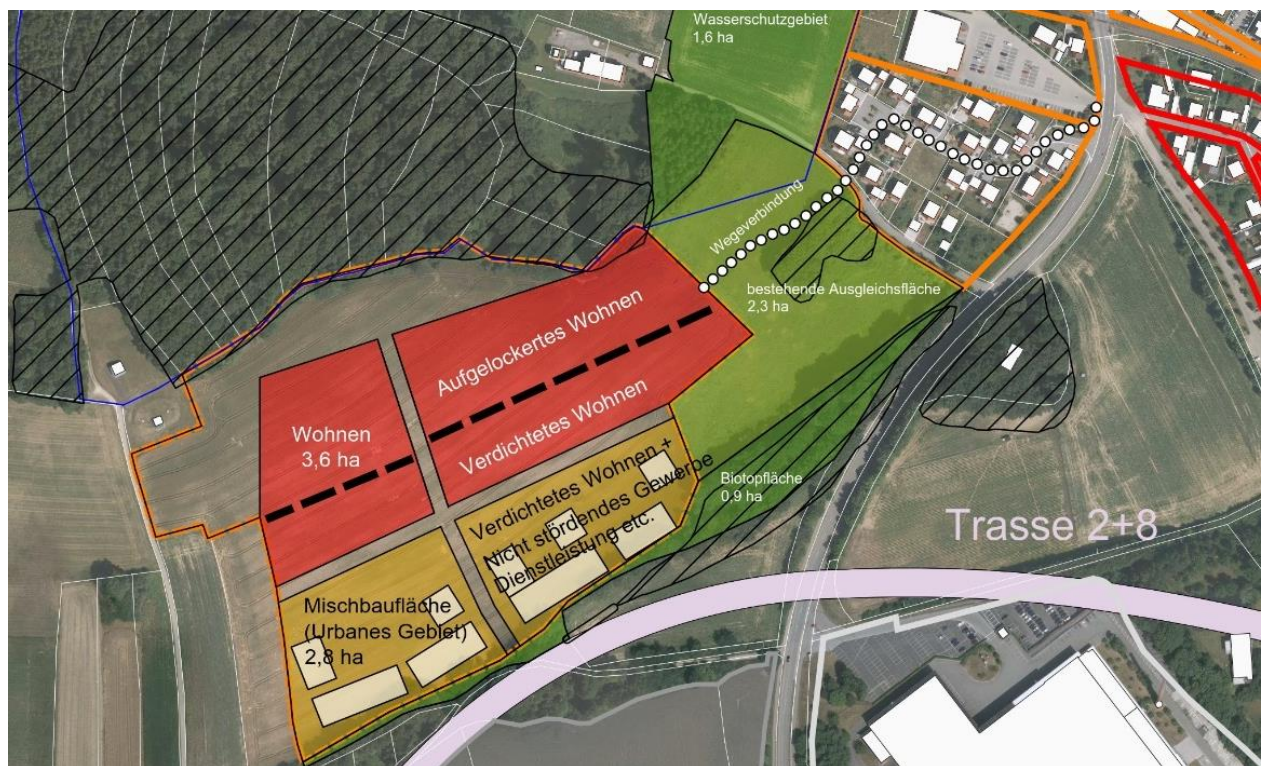 Wasserschutzgebiet
1,6 ha
Wegeverbindung
bestehende Ausgleichsfläche
2,3 ha
Aufgelockertes Wohnen
Wohnen
3,6 ha
Verdichtetes Wohnen
Verdichtetes Wohnen +
Nicht stördendes Gewerbe
Dienstleistung etc.
Biotopfläche
0,9 ha
Trasse 2+8
Mischbaufläche
(Urbanes Gebiet)
2,8 ha